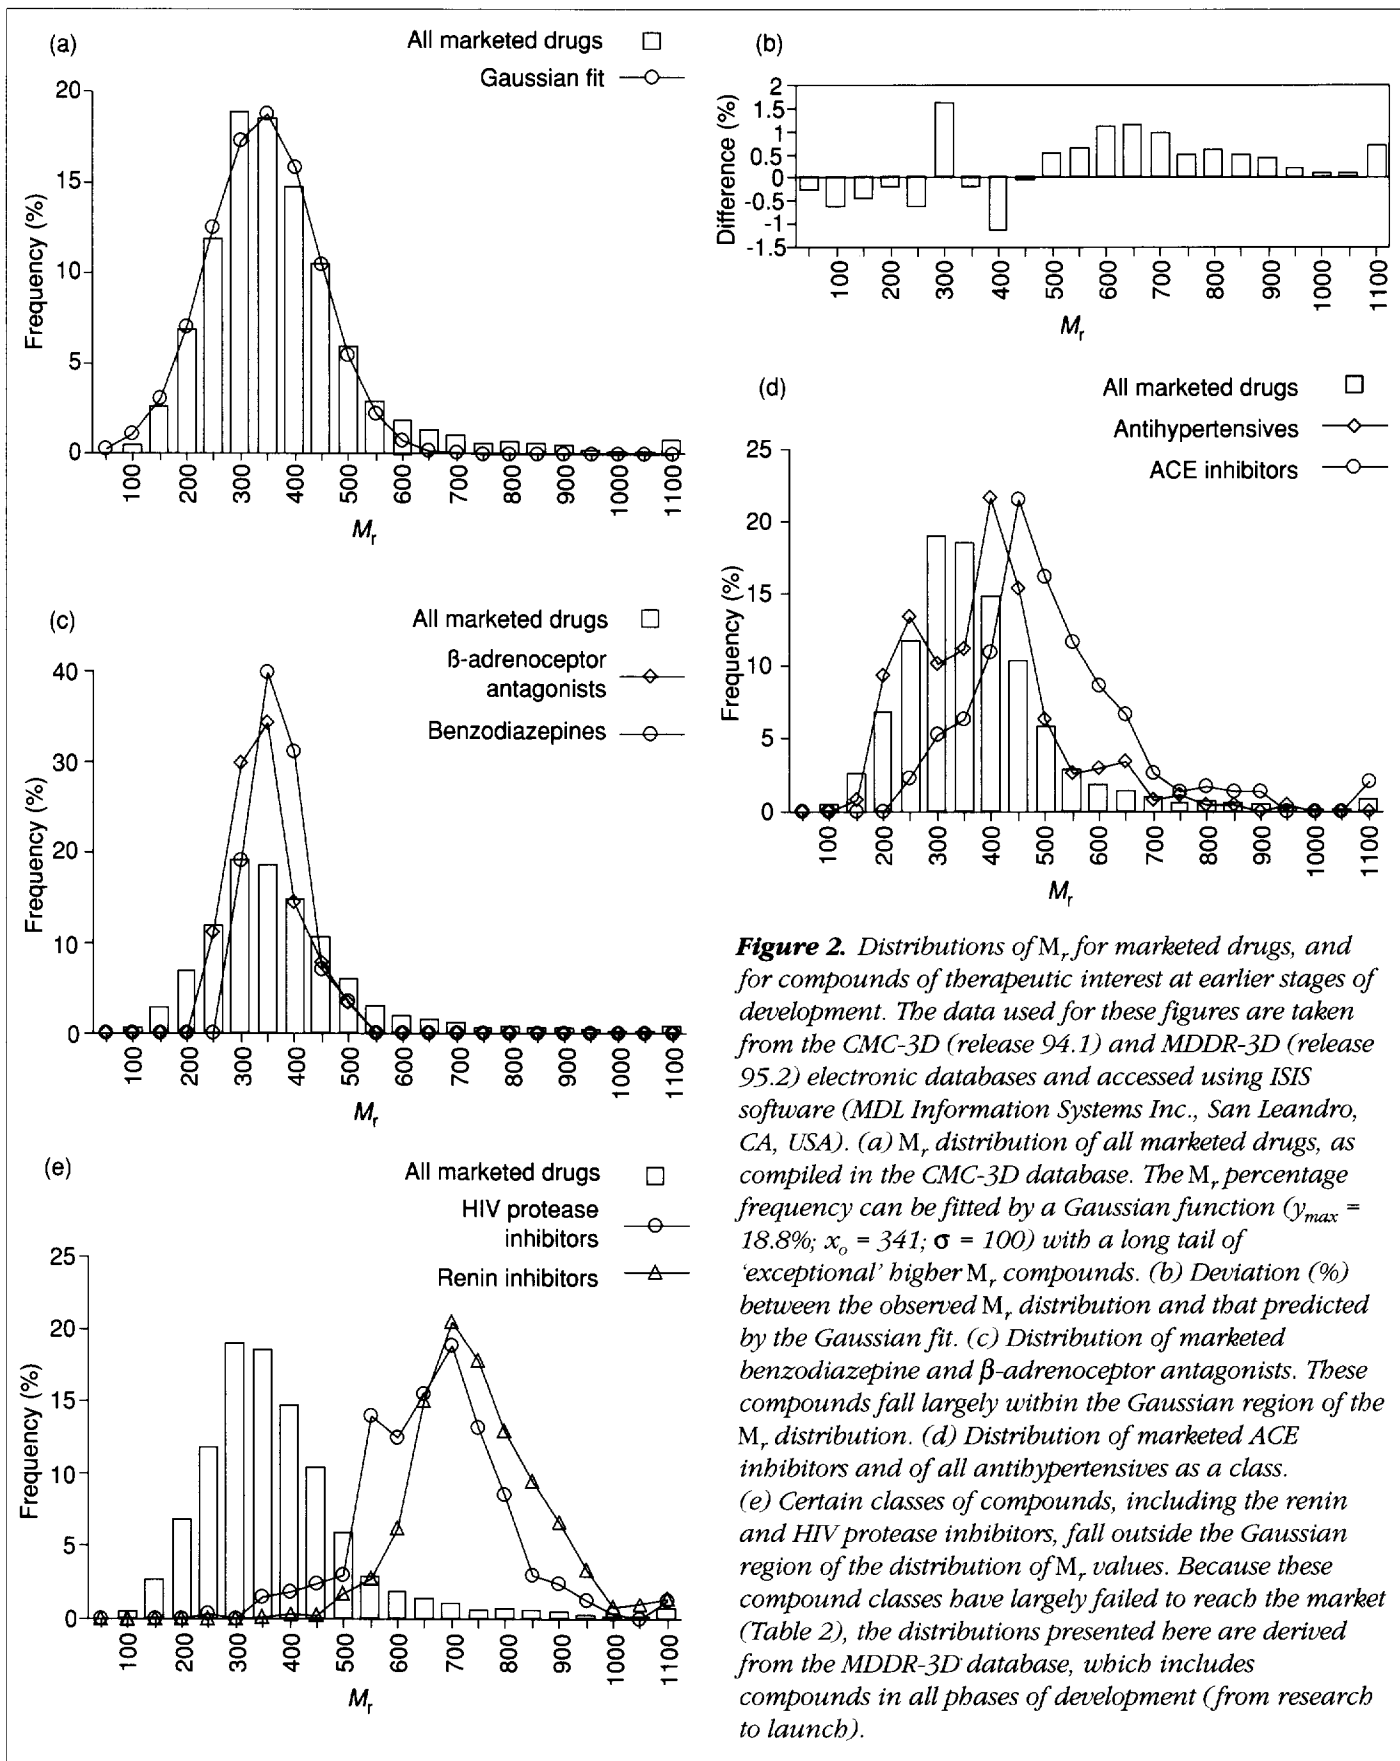 (a)
All marketed drugs
Gaussian fit
Frequency (%)
20
15
10
5
0
100 200 300 400 500 600 700 800 900 1000 1100
Mr
(b)
Difference (%)
2
1.5
1
0.5
0
-0.5
-1
-1.5
100 200 300 400 500 600 700 800 900 1000 1100
Mr
(c)
All marketed drugs
ß-adrenoceptor
antagonists
Benzodiazepines
Frequency (%)
40
30
20
10
0
100 200 300 400 500 600 700 800 900 1000 1100
Mr
(d)
All marketed drugs
Antihypertensives
ACE inhibitors
Frequency (%)
25
20
15
10
5
0
100 200 300 400 500 600 700 800 900 1000 1100
Mr
(e)
All marketed drugs
HIV protease
inhibitors
Renin inhibitors
Frequency (%)
25
20
15
10
5
0
100 200 300 400 500 600 700 800 900 1000 1100
Mr
Figure 2. Distributions of Mr for marketed drugs, and
for compounds of therapeutic interest at earlier stages of
development. The data used for these figures are taken
from the CMC-3D (release 94.1) and MDDR-3D (release
95.2) electronic databases and accessed using ISIS
software (MDL Information Systems Inc., San Leandro,
CA, USA). (a) Mr distribution of all marketed drugs, as
compiled in the CMC-3D database. The Mr percentage
frequency can be fitted by a Gaussian function (ymax =
18.8%; xo = 341; σ = 100) with a long tail of
'exceptional' higher Mr compounds. (b) Deviation (%)
between the observed Mr distribution and that predicted
by the Gaussian fit. (c) Distribution of marketed
benzodiazepine and β-adrenoceptor antagonists. These
compounds fall largely within the Gaussian region of the
Mr distribution. (d) Distribution of marketed ACE
inhibitors and of all antihypertensives as a class.
(e) Certain classes of compounds, including the renin
and HIV protease inhibitors, fall outside the Gaussian
region of the distribution of Mr values. Because these
compound classes have largely failed to reach the market
(Table 2), the distributions presented here are derived
from the MDDR-3D database, which includes
compounds in all phases of development (from research
to launch).